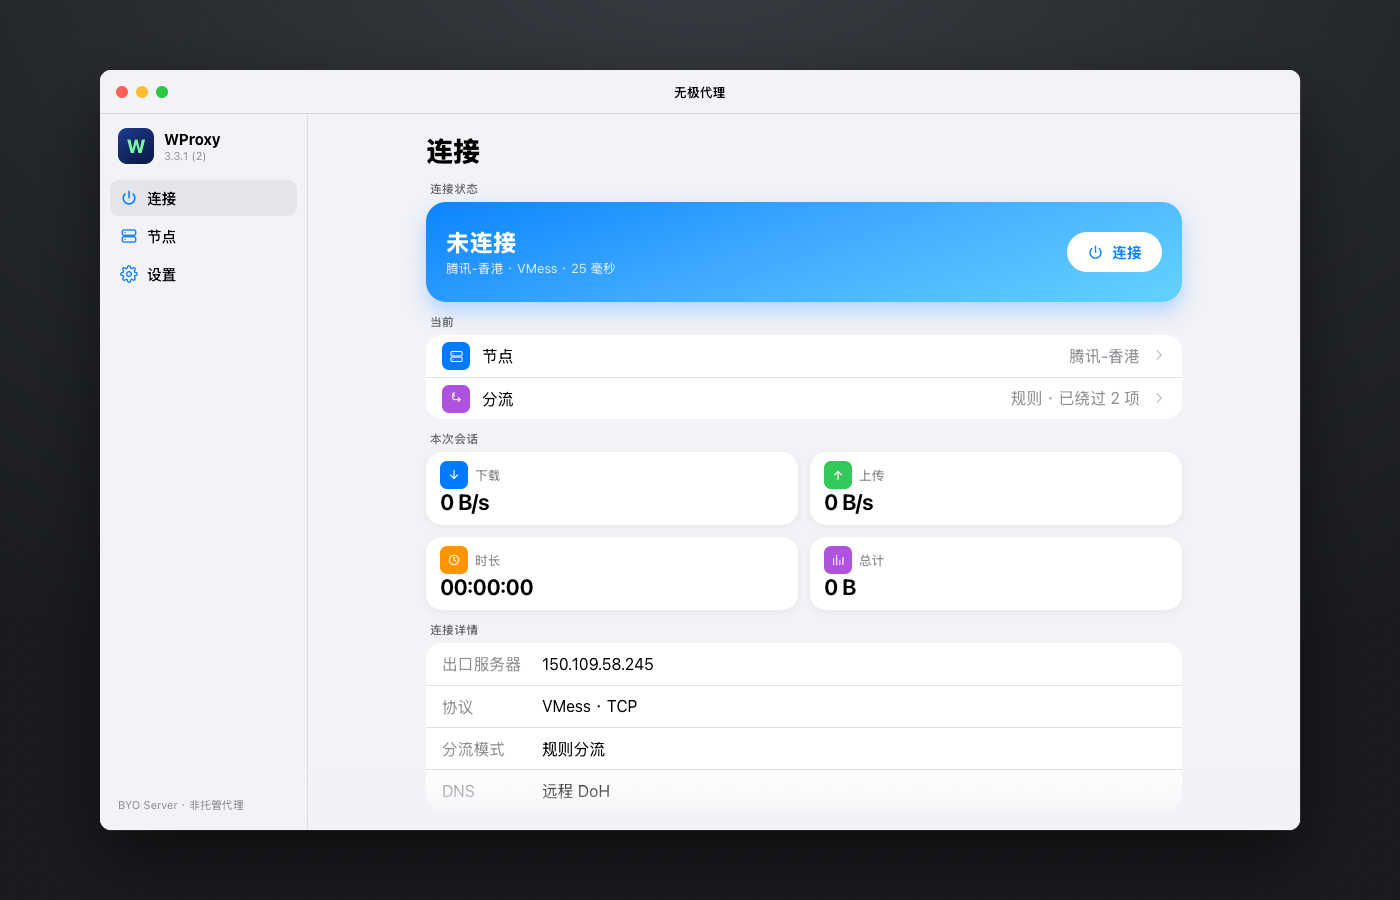 无极代理
W
WProxy
3.3.1 (2)
连接
节点
设置
BYO Server · 非托管代理
连接
连接状态
未连接
腾讯-香港 · VMess · 25 毫秒
连接
当前
节点
腾讯-香港
分流
规则 · 已绕过 2 项
本次会话
下载
0 B/s
上传
0 B/s
时长
00:00:00
总计
0 B
连接详情
出口服务器 150.109.58.245
协议 VMess · TCP
分流模式 规则分流
DNS 远程 DoH